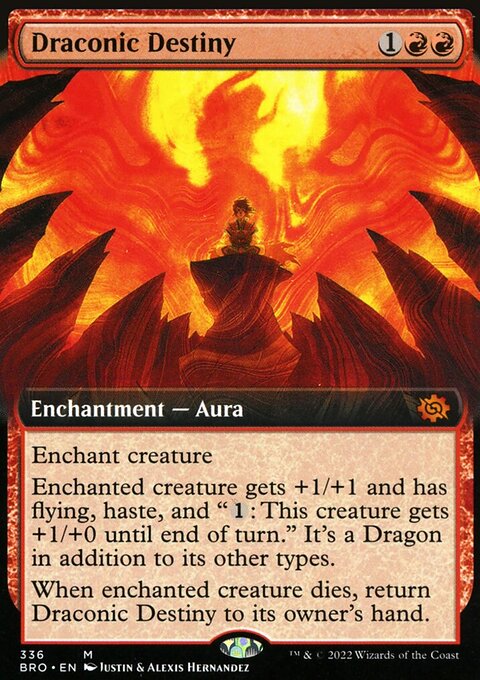 Draconic Destiny 1
Enchantment — Aura
Enchant creature
Enchanted creature gets +1/+1 and has
flying, haste, and “1: This creature gets
+1/+0 until end of turn.” It’s a Dragon
in addition to its other types.
When enchanted creature dies, return
Draconic Destiny to its owner’s hand.
336 M
BRO • EN Justin & Alexis Hernandez
™ & © 2022 Wizards of the Coast